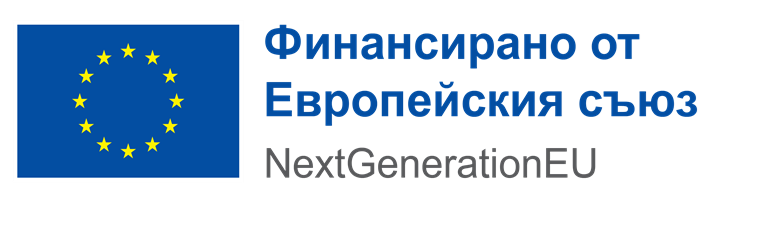 Финансирано от
Европейския съюз
NextGenerationEU